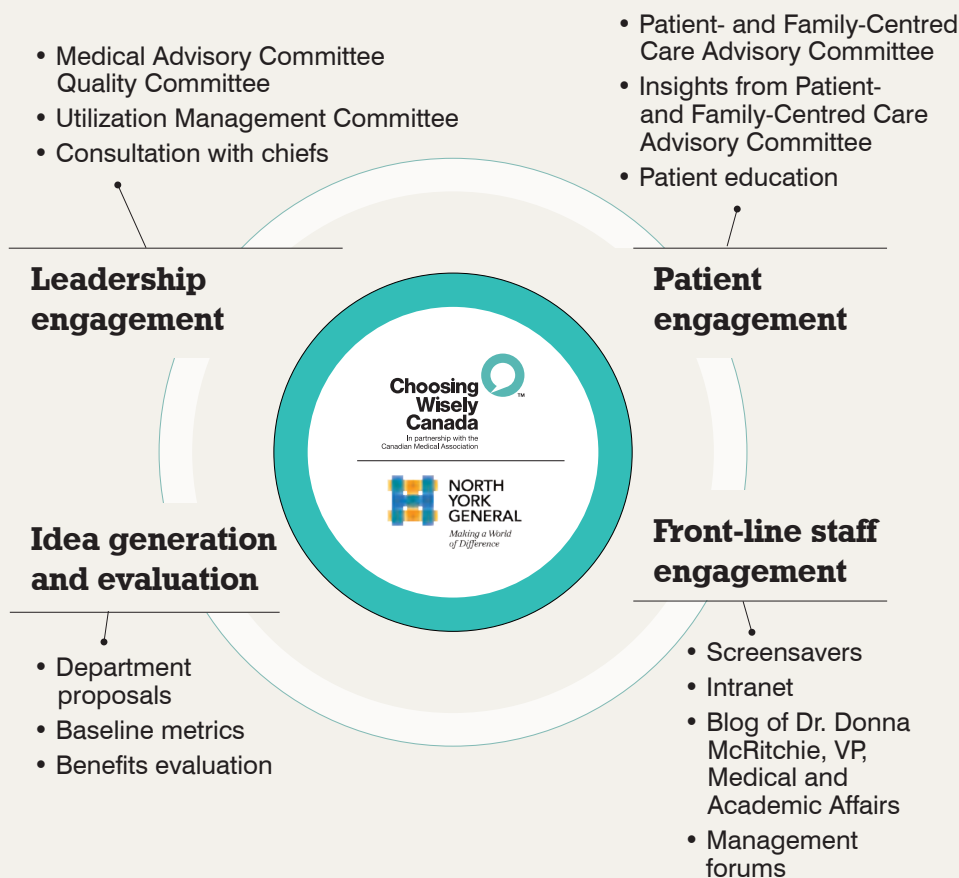 • Medical Advisory Committee
Quality Committee
• Utilization Management Committee
• Consultation with chiefs
Leadership
engagement
• Patient- and Family-Centred
Care Advisory Committee
• Insights from Patient-
and Family-Centred Care
Advisory Committee
• Patient education
Patient
engagement
Choosing
Wisely
Canada
TM
In partnership with the
Canadian Medical Association
NORTH
YORK
GENERAL
Making a World
of Difference
Idea generation
and evaluation
• Department
proposals
• Baseline metrics
• Benefits evaluation
Front-line staff
engagement
• Screensavers
• Intranet
• Blog of Dr. Donna
McRitchie, VP,
Medical and
Academic Affairs
• Management
forums